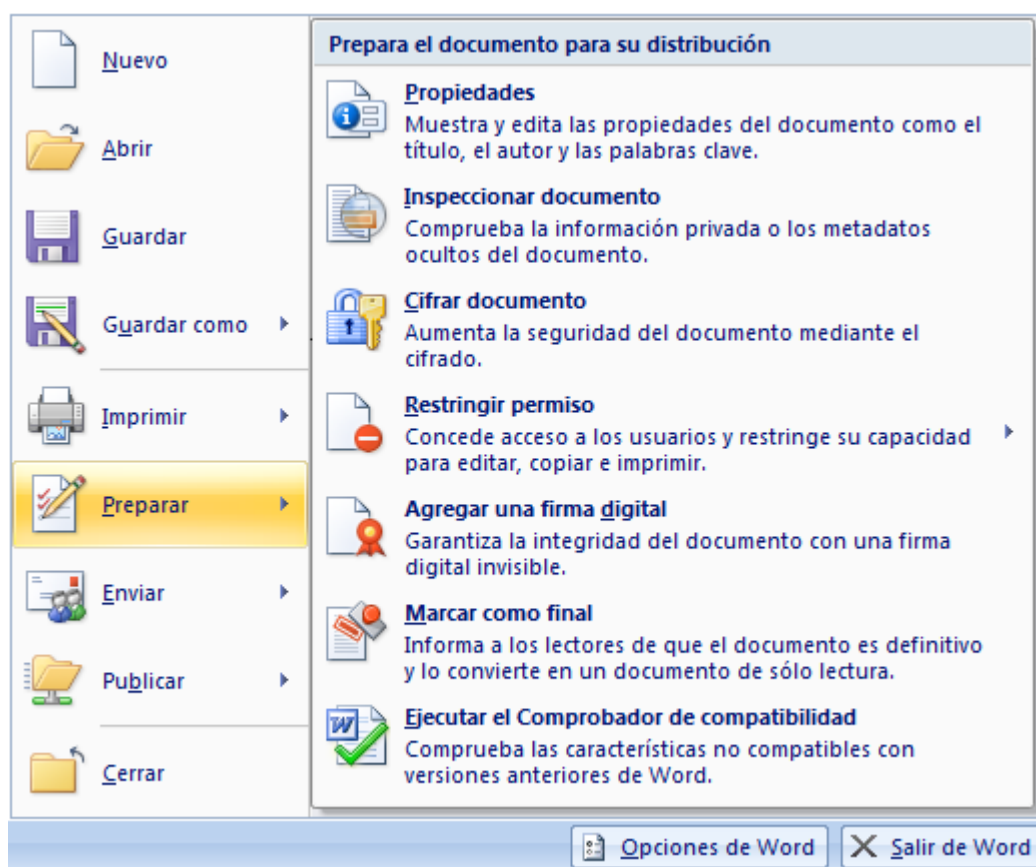 Nuevo
Abrir
Guardar
Guardar como
Imprimir
Preparar
Enviar
Publicar
Cerrar
Prepara el documento para su distribución
Propiedades
Muestra y edita las propiedades del documento como el
título, el autor y las palabras clave.
Inspeccionar documento
Comprueba la información privada o los metadatos
ocultos del documento.
Cifrar documento
Aumenta la seguridad del documento mediante el
cifrado.
Restringir permiso
Concede acceso a los usuarios y restringe su capacidad
para editar, copiar e imprimir.
Agregar una firma digital
Garantiza la integridad del documento con una firma
digital invisible.
Marcar como final
Informa a los lectores de que el documento es definitivo
y lo convierte en un documento de sólo lectura.
Ejecutar el Comprobador de compatibilidad
Comprueba las características no compatibles con
versiones anteriores de Word.
Opciones de Word
Salir de Word